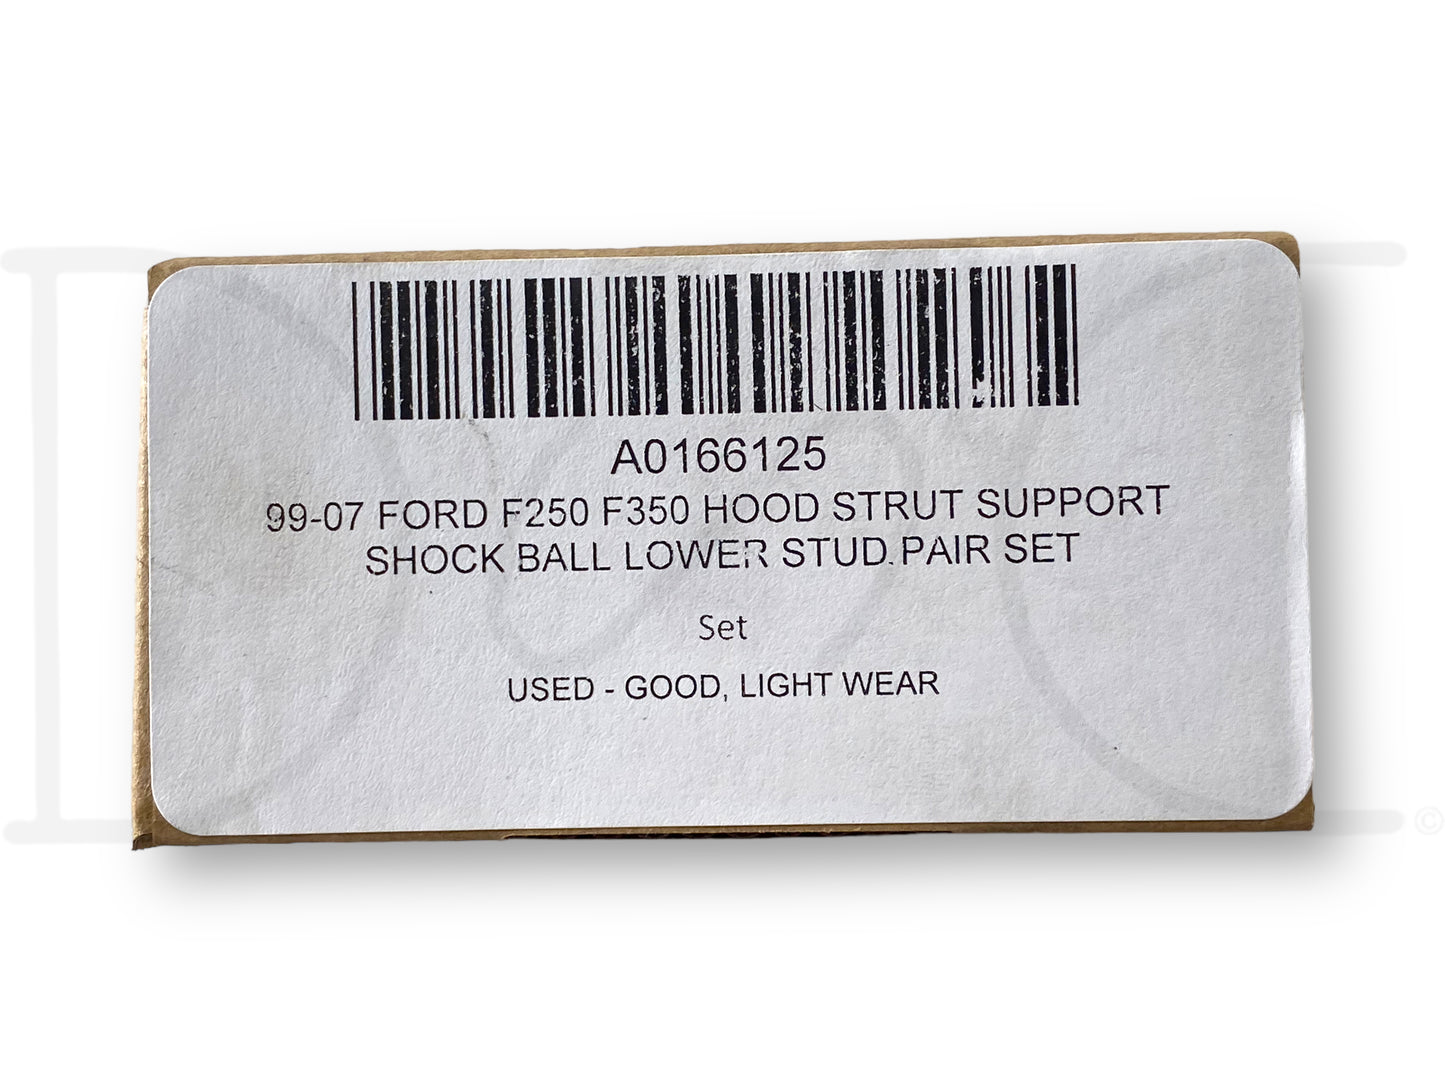 A0166125
99-07 FORD F250 F350 HOOD STRUT SUPPORT
SHOCK BALL LOWER STUD PAIR SET
Set
USED - GOOD, LIGHT WEAR
©